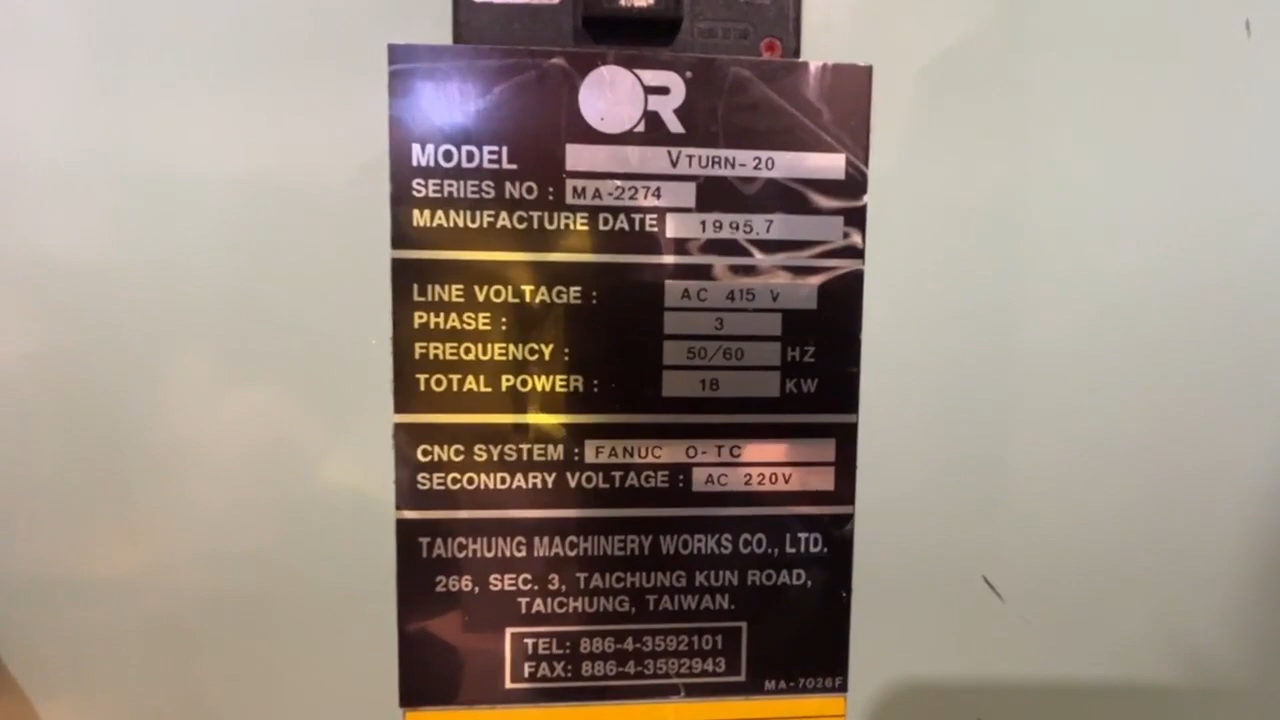 R
MODEL VTURN-20
SERIES NO : MA-2274
MANUFACTURE DATE 1995.7
LINE VOLTAGE : AC 415 V
PHASE : 3
FREQUENCY : 50/60 HZ
TOTAL POWER : 18 KW
CNC SYSTEM : FANUC O-TC
SECONDARY VOLTAGE : AC 220V
TAICHUNG MACHINERY WORKS CO., LTD.
266, SEC. 3, TAICHUNG KUN ROAD,
TAICHUNG, TAIWAN.
TEL: 886-4-3592101
FAX: 886-4-3592943
MA-7026F